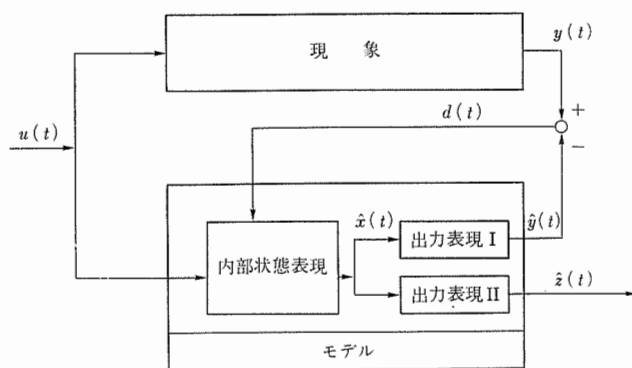 現 象
y(t)
+
d(t)
u(t)
−
x̂(t)
ŷ(t)
内部状態表現
出力表現 I
出力表現 II
ẑ(t)
モデル